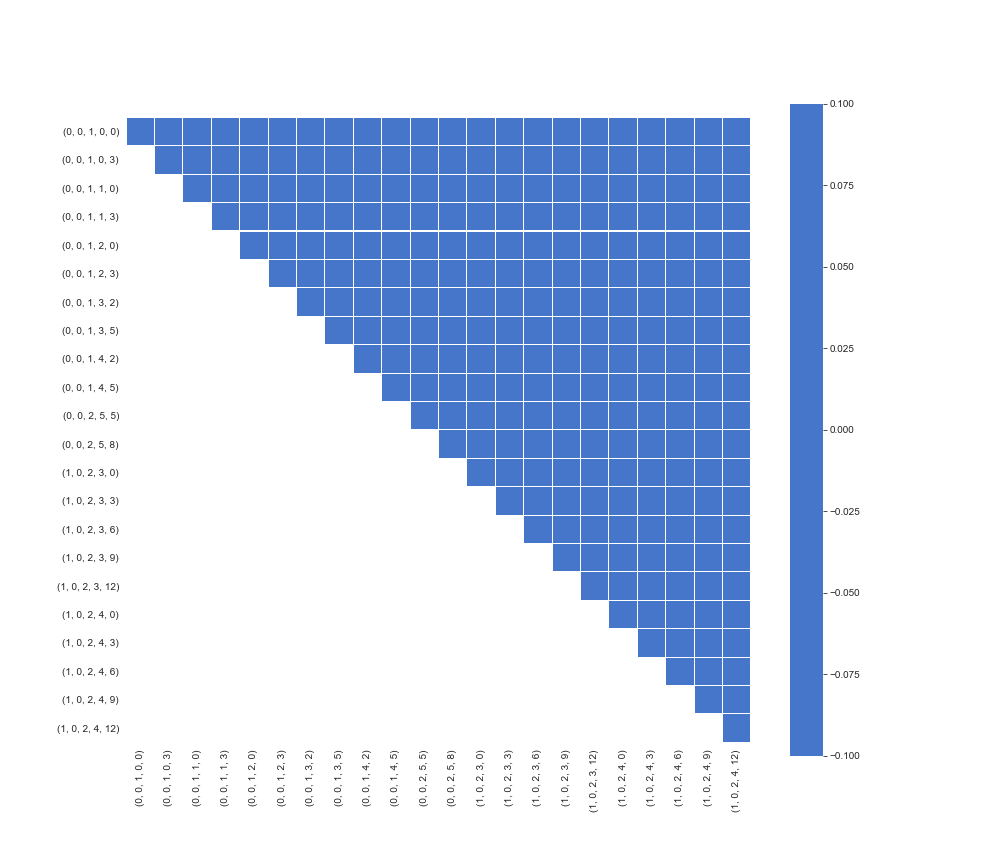 0.100
(0, 0, 1, 0, 0)
(0, 0, 1, 0, 3)
0.075
(0, 0, 1, 1, 0)
(0, 0, 1, 1, 3)
(0, 0, 1, 2, 0)
0.050
(0, 0, 1, 2, 3)
(0, 0, 1, 3, 2)
(0, 0, 1, 3, 5)
0.025
(0, 0, 1, 4, 2)
(0, 0, 1, 4, 5)
(0, 0, 2, 5, 5)
0.000
(0, 0, 2, 5, 8)
(1, 0, 2, 3, 0)
(1, 0, 2, 3, 3)
−0.025
(1, 0, 2, 3, 6)
(1, 0, 2, 3, 9)
(1, 0, 2, 3, 12)
−0.050
(1, 0, 2, 4, 0)
(1, 0, 2, 4, 3)
(1, 0, 2, 4, 6)
−0.075
(1, 0, 2, 4, 9)
(1, 0, 2, 4, 12)
−0.100
(0, 0, 1, 0, 0)
(0, 0, 1, 0, 3)
(0, 0, 1, 1, 0)
(0, 0, 1, 1, 3)
(0, 0, 1, 2, 0)
(0, 0, 1, 2, 3)
(0, 0, 1, 3, 2)
(0, 0, 1, 3, 5)
(0, 0, 1, 4, 2)
(0, 0, 1, 4, 5)
(0, 0, 2, 5, 5)
(0, 0, 2, 5, 8)
(1, 0, 2, 3, 0)
(1, 0, 2, 3, 3)
(1, 0, 2, 3, 6)
(1, 0, 2, 3, 9)
(1, 0, 2, 3, 12)
(1, 0, 2, 4, 0)
(1, 0, 2, 4, 3)
(1, 0, 2, 4, 6)
(1, 0, 2, 4, 9)
(1, 0, 2, 4, 12)